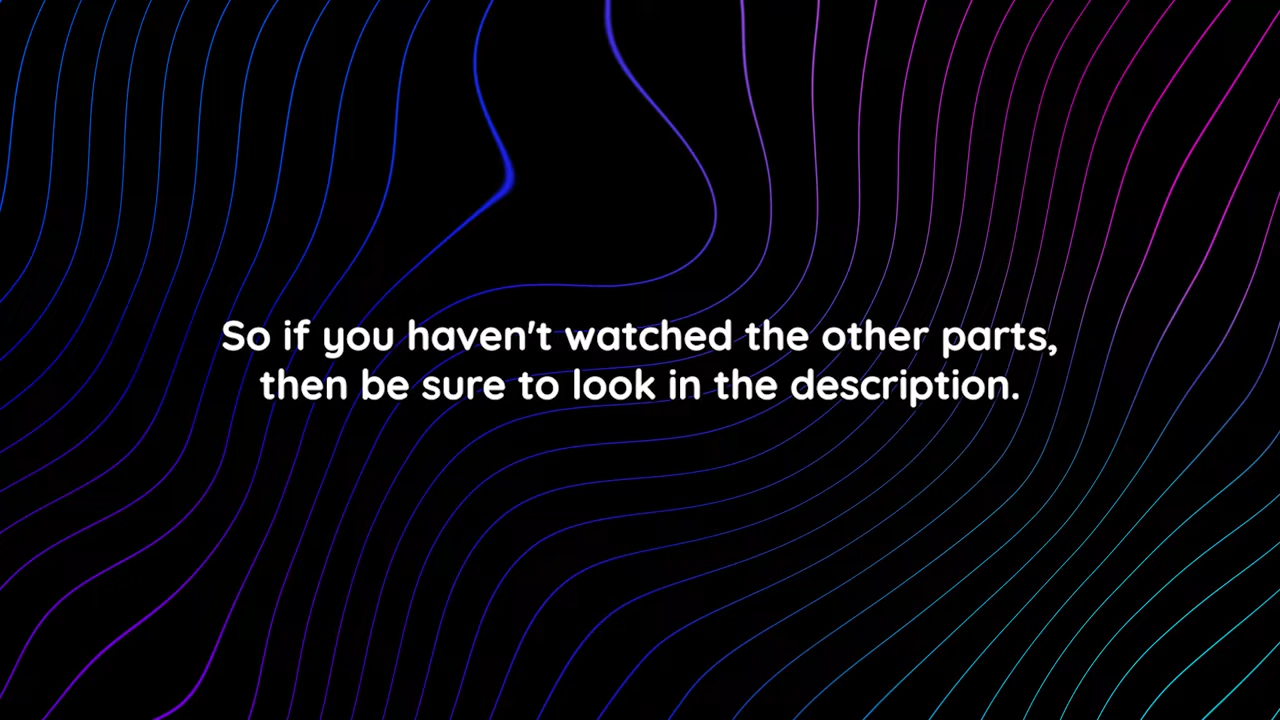 So if you haven't watched the other parts,
then be sure to look in the description.